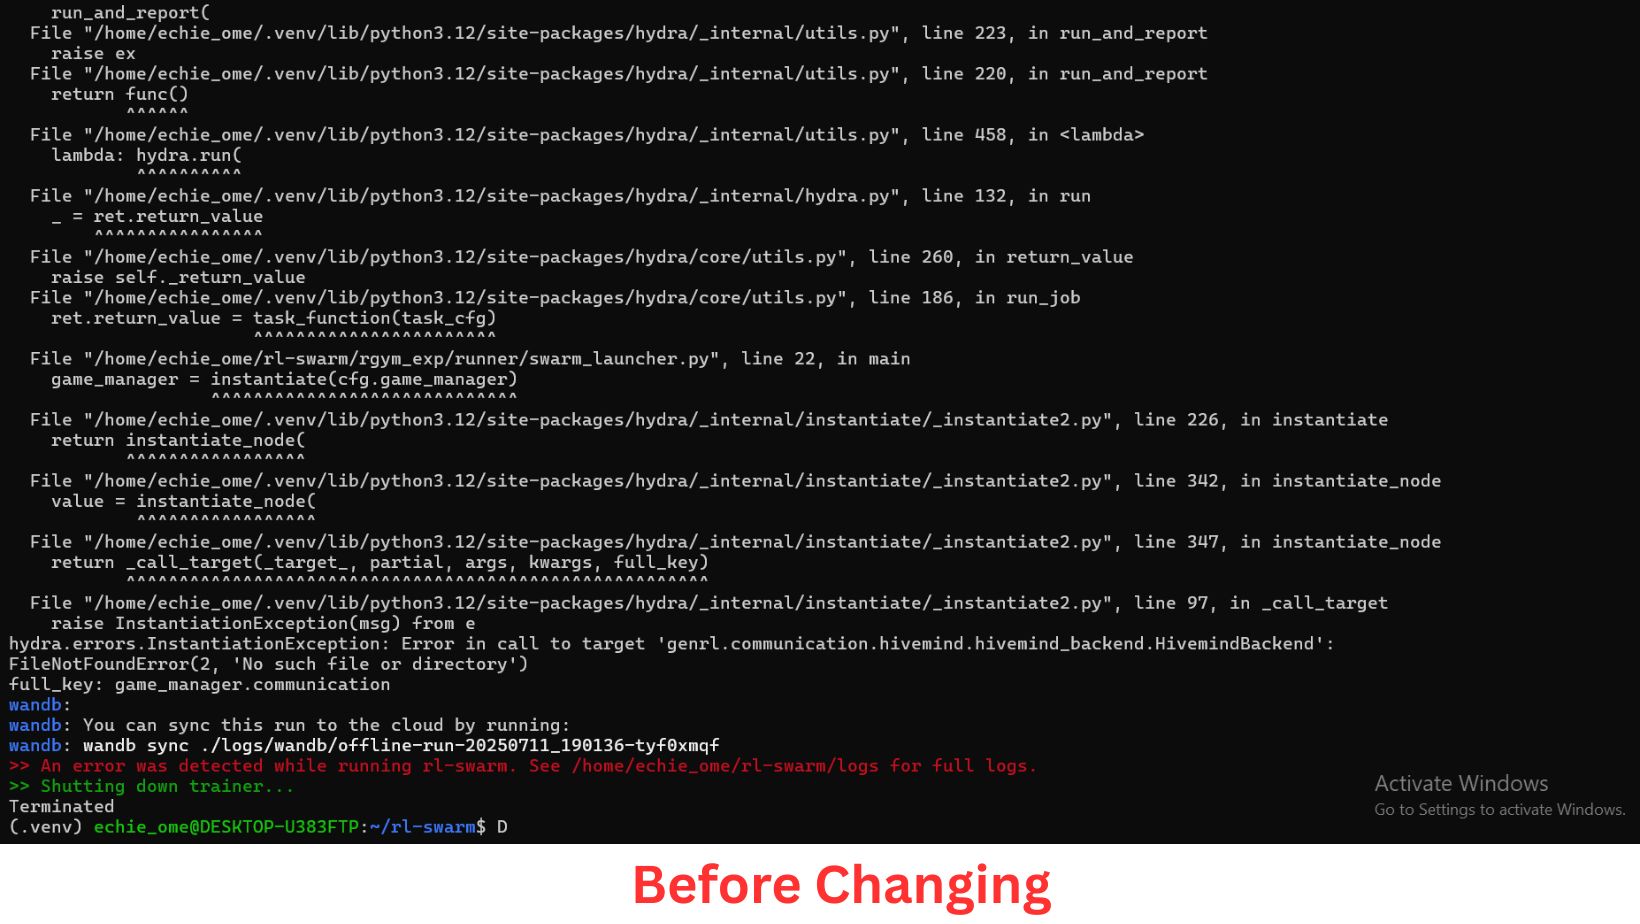 run_and_report(
File "/home/echie_ome/.venv/lib/python3.12/site-packages/hydra/_internal/utils.py", line 223, in run_and_report
raise ex
File "/home/echie_ome/.venv/lib/python3.12/site-packages/hydra/_internal/utils.py", line 220, in run_and_report
return func()
^^^^^^
File "/home/echie_ome/.venv/lib/python3.12/site-packages/hydra/_internal/utils.py", line 458, in <lambda>
lambda: hydra.run(
^^^^^^^^^^
File "/home/echie_ome/.venv/lib/python3.12/site-packages/hydra/_internal/hydra.py", line 132, in run
_ = ret.return_value
^^^^^^^^^^^^^^^^
File "/home/echie_ome/.venv/lib/python3.12/site-packages/hydra/core/utils.py", line 260, in return_value
raise self._return_value
File "/home/echie_ome/.venv/lib/python3.12/site-packages/hydra/core/utils.py", line 186, in run_job
ret.return_value = task_function(task_cfg)
^^^^^^^^^^^^^^^^^^^^^^^
File "/home/echie_ome/rl-swarm/rgym_exp/runner/swarm_launcher.py", line 22, in main
game_manager = instantiate(cfg.game_manager)
^^^^^^^^^^^^^^^^^^^^^^^^^^^^^
File "/home/echie_ome/.venv/lib/python3.12/site-packages/hydra/_internal/instantiate/_instantiate2.py", line 226, in instantiate
return instantiate_node(
^^^^^^^^^^^^^^^^^
File "/home/echie_ome/.venv/lib/python3.12/site-packages/hydra/_internal/instantiate/_instantiate2.py", line 342, in instantiate_node
value = instantiate_node(
^^^^^^^^^^^^^^^^^
File "/home/echie_ome/.venv/lib/python3.12/site-packages/hydra/_internal/instantiate/_instantiate2.py", line 347, in instantiate_node
return _call_target(_target_, partial, args, kwargs, full_key)
^^^^^^^^^^^^^^^^^^^^^^^^^^^^^^^^^^^^^^^^^^^^^^^^^^^^^^^
File "/home/echie_ome/.venv/lib/python3.12/site-packages/hydra/_internal/instantiate/_instantiate2.py", line 97, in _call_target
raise InstantiationException(msg) from e
hydra.errors.InstantiationException: Error in call to target 'genrl.communication.hivemind.hivemind_backend.HivemindBackend':
FileNotFoundError(2, 'No such file or directory')
full_key: game_manager.communication
wandb:
wandb: You can sync this run to the cloud by running:
wandb: wandb sync ./logs/wandb/offline-run-20250711_190136-tyf0xmqf
>> An error was detected while running rl-swarm. See /home/echie_ome/rl-swarm/logs for full logs.
>> Shutting down trainer...
Terminated
(.venv) echie_ome@DESKTOP-U383FTP:~/rl-swarm$ D
Activate Windows
Go to Settings to activate Windows.
Before Changing